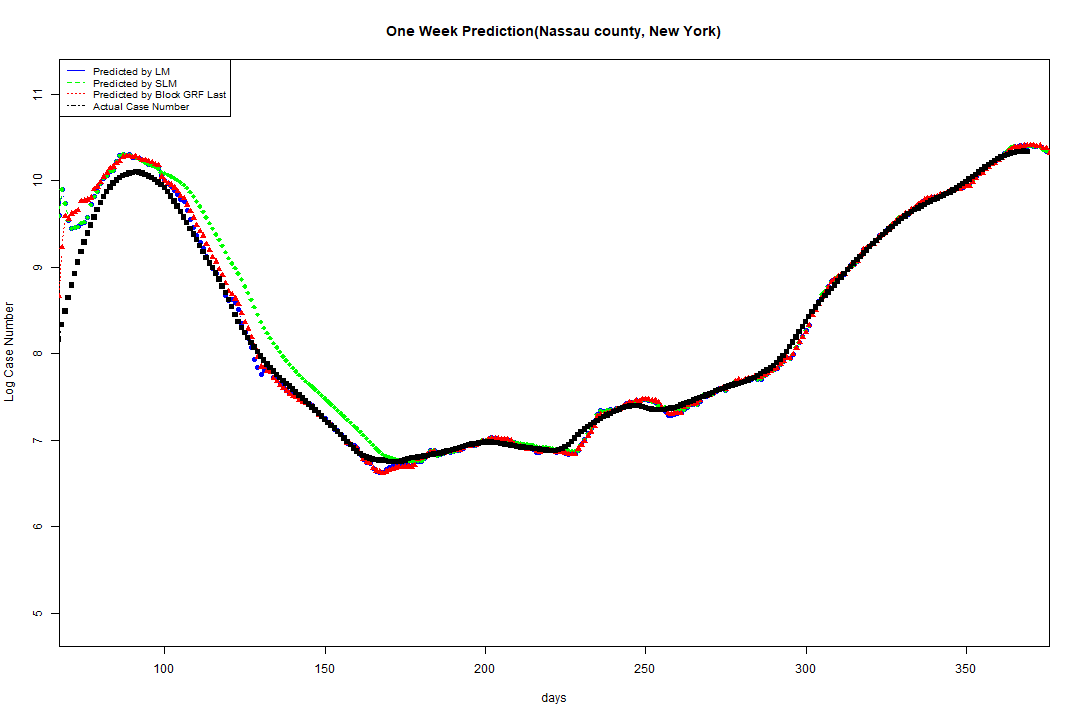 One Week Prediction(Nassau county, New York)
Predicted by LM
Predicted by SLM
Predicted by Block GRF Last
Actual Case Number
11
10
9
8
7
6
5
Log Case Number
100 150 200 250 300 350
days